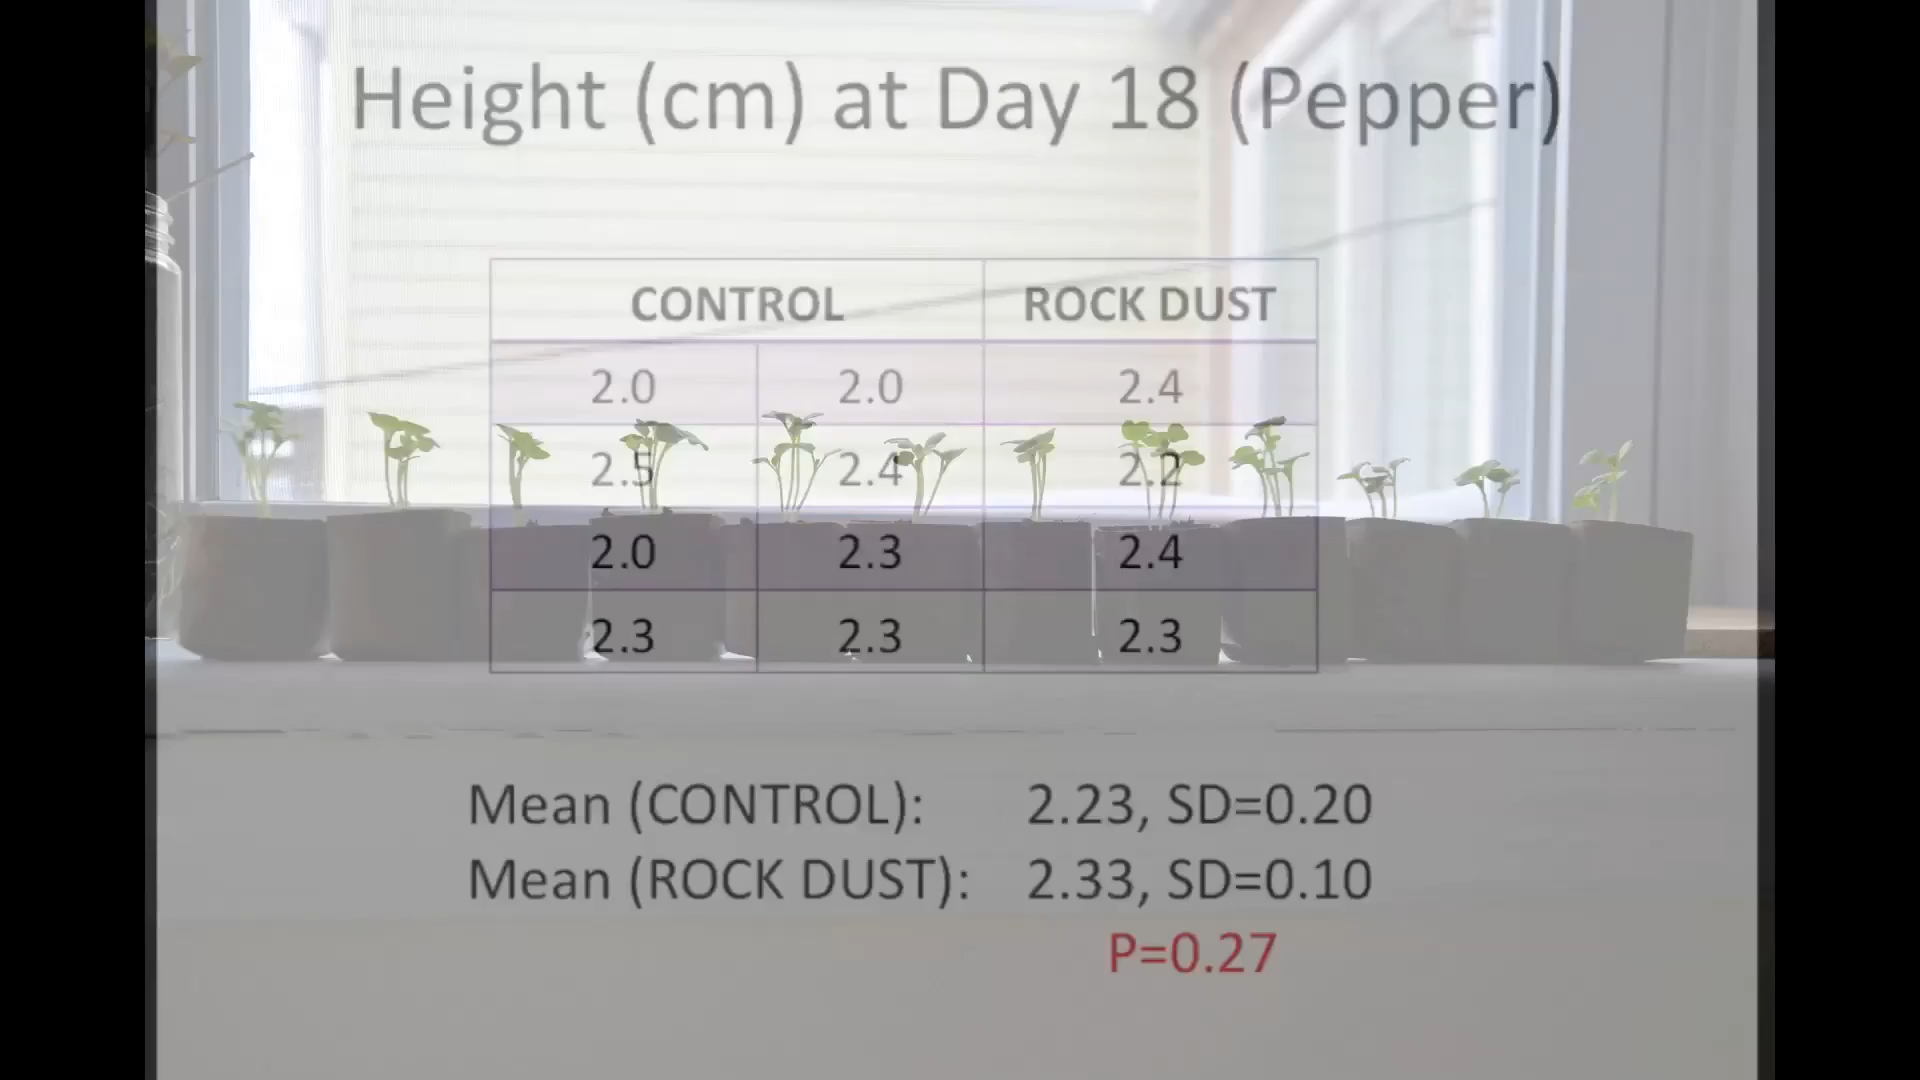 Height (cm) at Day 18 (Pepper)
CONTROL ROCK DUST
2.0 2.0 2.4
2.5 2.4 2.2
2.0 2.3 2.4
2.3 2.3 2.3
Mean (CONTROL): 2.23, SD=0.20
Mean (ROCK DUST): 2.33, SD=0.10
P=0.27